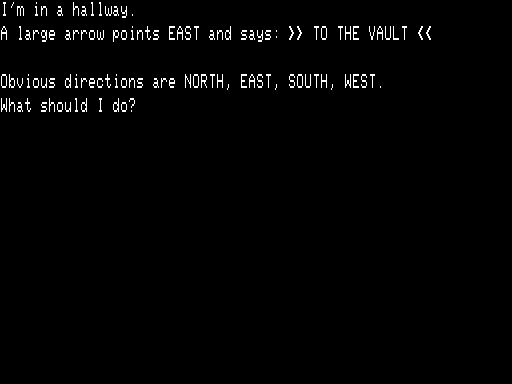 I'm in a hallway.
A large arrow points EAST and says: >> TO THE VAULT <<
Obvious directions are NORTH, EAST, SOUTH, WEST.
What should I do?